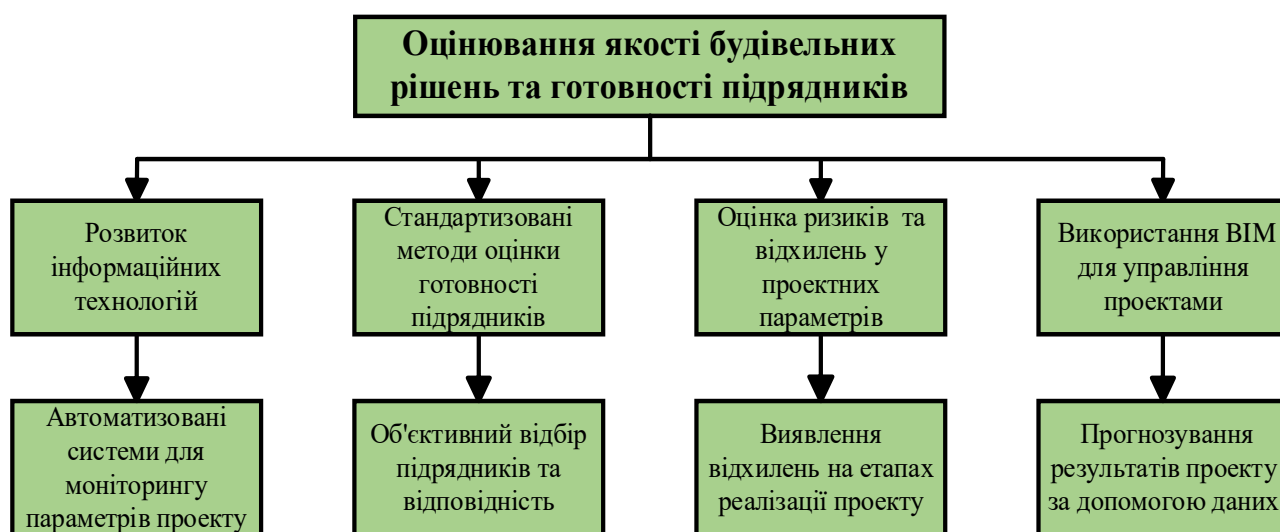 Оцінювання якості будівельних
рішень та готовності підрядників
Розвиток
інформаційних
технологій
Стандартизовані
методи оцінки
готовності
підрядників
Оцінка ризиків та
відхилень у
проектних
параметрів
Використання BIM
для управління
проектами
Автоматизовані
системи для
моніторингу
параметрів проекту
Об'єктивний відбір
підрядників та
відповідність
Виявлення
відхилень на етапах
реалізації проекту
Прогнозування
результатів проекту
за допомогою даних